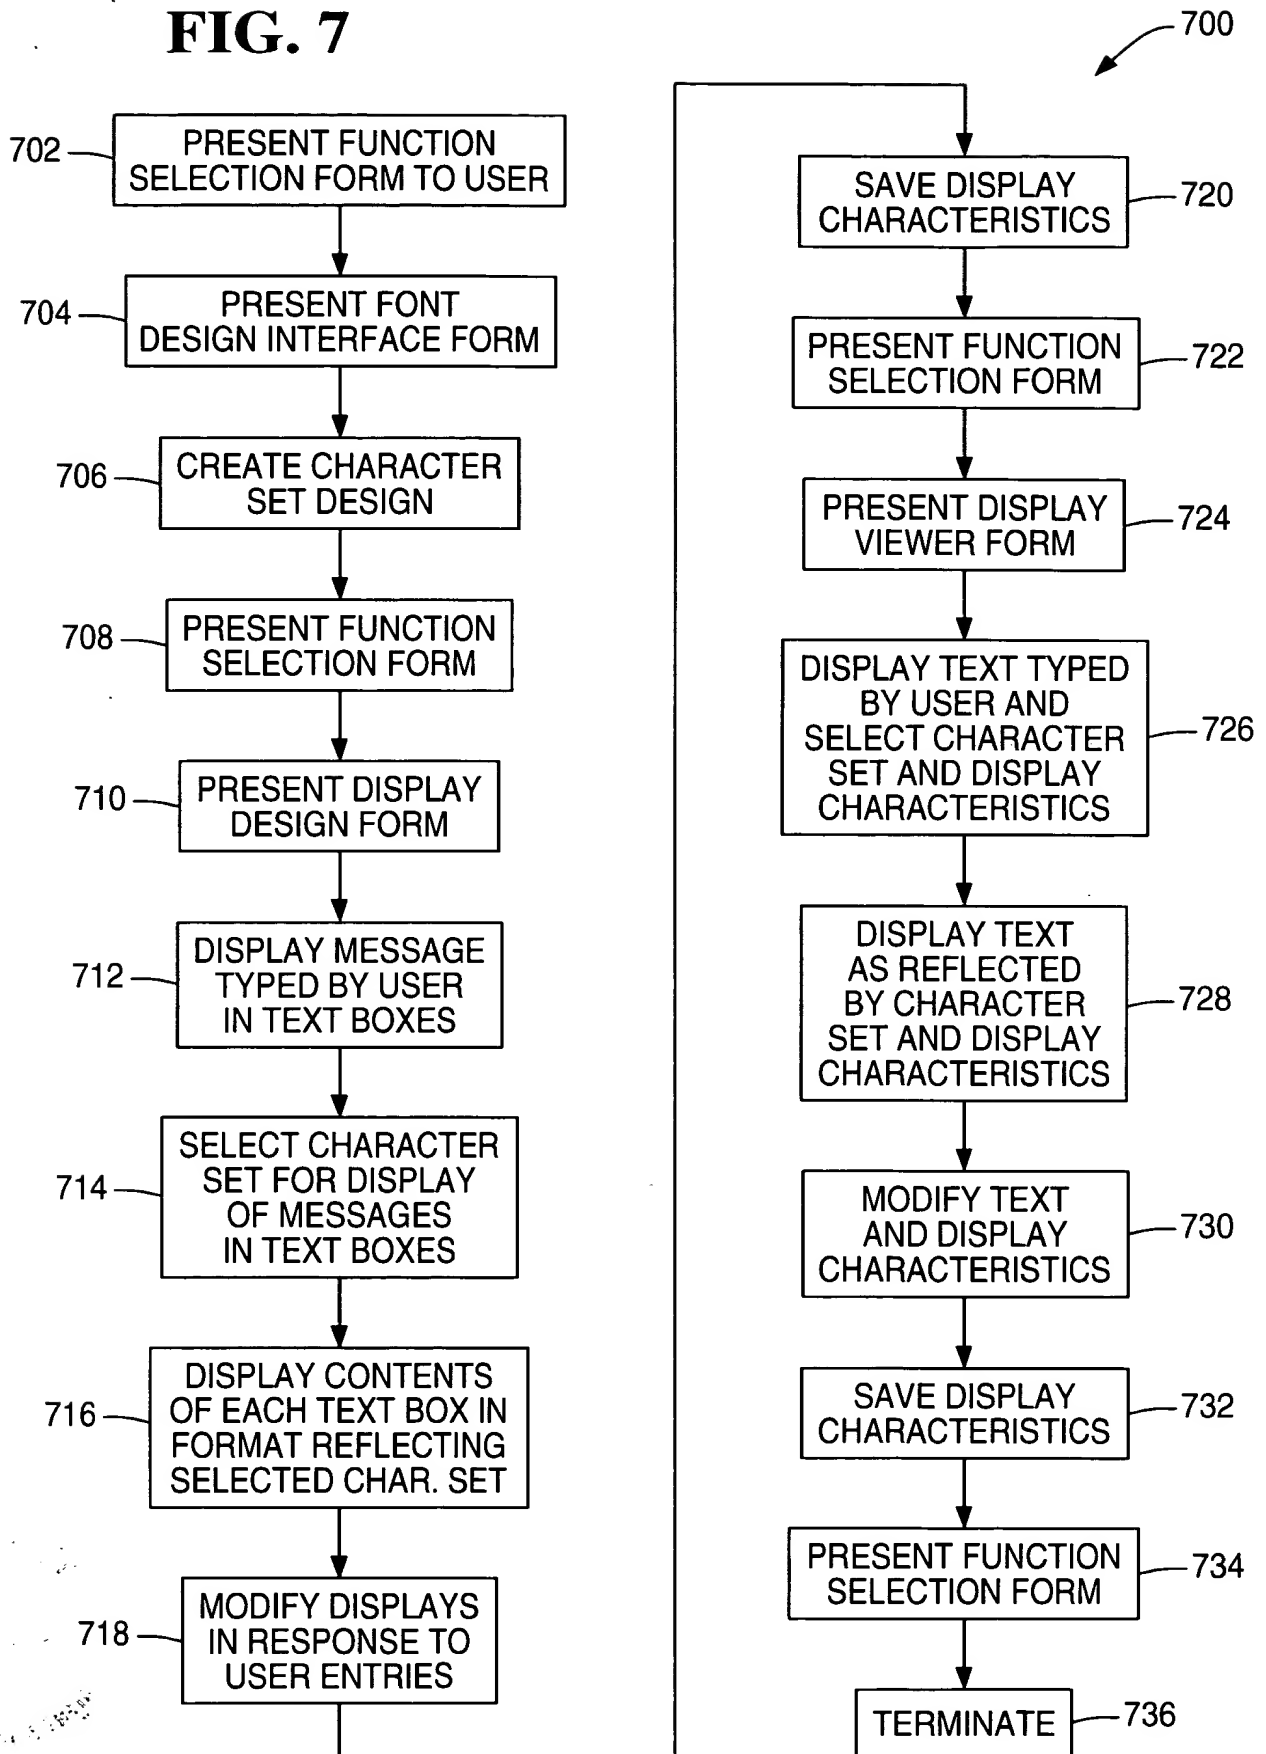 FIG. 7
700
702
PRESENT FUNCTION
SELECTION FORM TO USER
704
PRESENT FONT
DESIGN INTERFACE FORM
706
CREATE CHARACTER
SET DESIGN
708
PRESENT FUNCTION
SELECTION FORM
710
PRESENT DISPLAY
DESIGN FORM
712
DISPLAY MESSAGE
TYPED BY USER
IN TEXT BOXES
714
SELECT CHARACTER
SET FOR DISPLAY
OF MESSAGES
IN TEXT BOXES
716
DISPLAY CONTENTS
OF EACH TEXT BOX IN
FORMAT REFLECTING
SELECTED CHAR. SET
718
MODIFY DISPLAYS
IN RESPONSE TO
USER ENTRIES
SAVE DISPLAY
CHARACTERISTICS
720
PRESENT FUNCTION
SELECTION FORM
722
PRESENT DISPLAY
VIEWER FORM
724
DISPLAY TEXT TYPED
BY USER AND
SELECT CHARACTER
SET AND DISPLAY
CHARACTERISTICS
726
DISPLAY TEXT
AS REFLECTED
BY CHARACTER
SET AND DISPLAY
CHARACTERISTICS
728
MODIFY TEXT
AND DISPLAY
CHARACTERISTICS
730
SAVE DISPLAY
CHARACTERISTICS
732
PRESENT FUNCTION
SELECTION FORM
734
TERMINATE
736